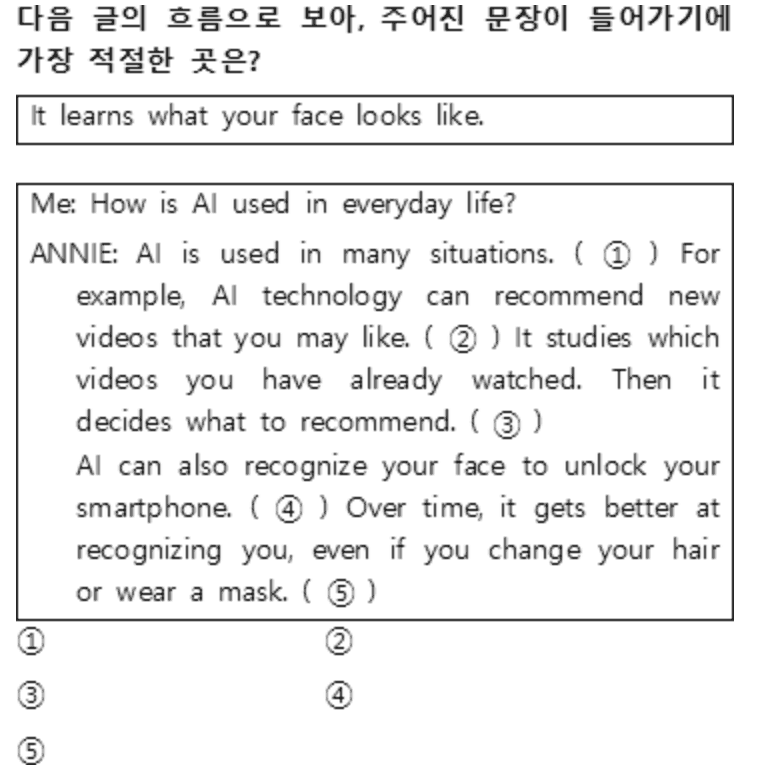 다음 글의 흐름으로 보아, 주어진 문장이 들어가기에
가장 적절한 곳은?
It learns what your face looks like.
Me: How is AI used in everyday life?
ANNIE: AI is used in many situations. ( ① ) For
example, AI technology can recommend new
videos that you may like. ( ② ) It studies which
videos you have already watched. Then it
decides what to recommend. ( ③ )
AI can also recognize your face to unlock your
smartphone. ( ④ ) Over time, it gets better at
recognizing you, even if you change your hair
or wear a mask. ( ⑤ )
① ②
③ ④
⑤